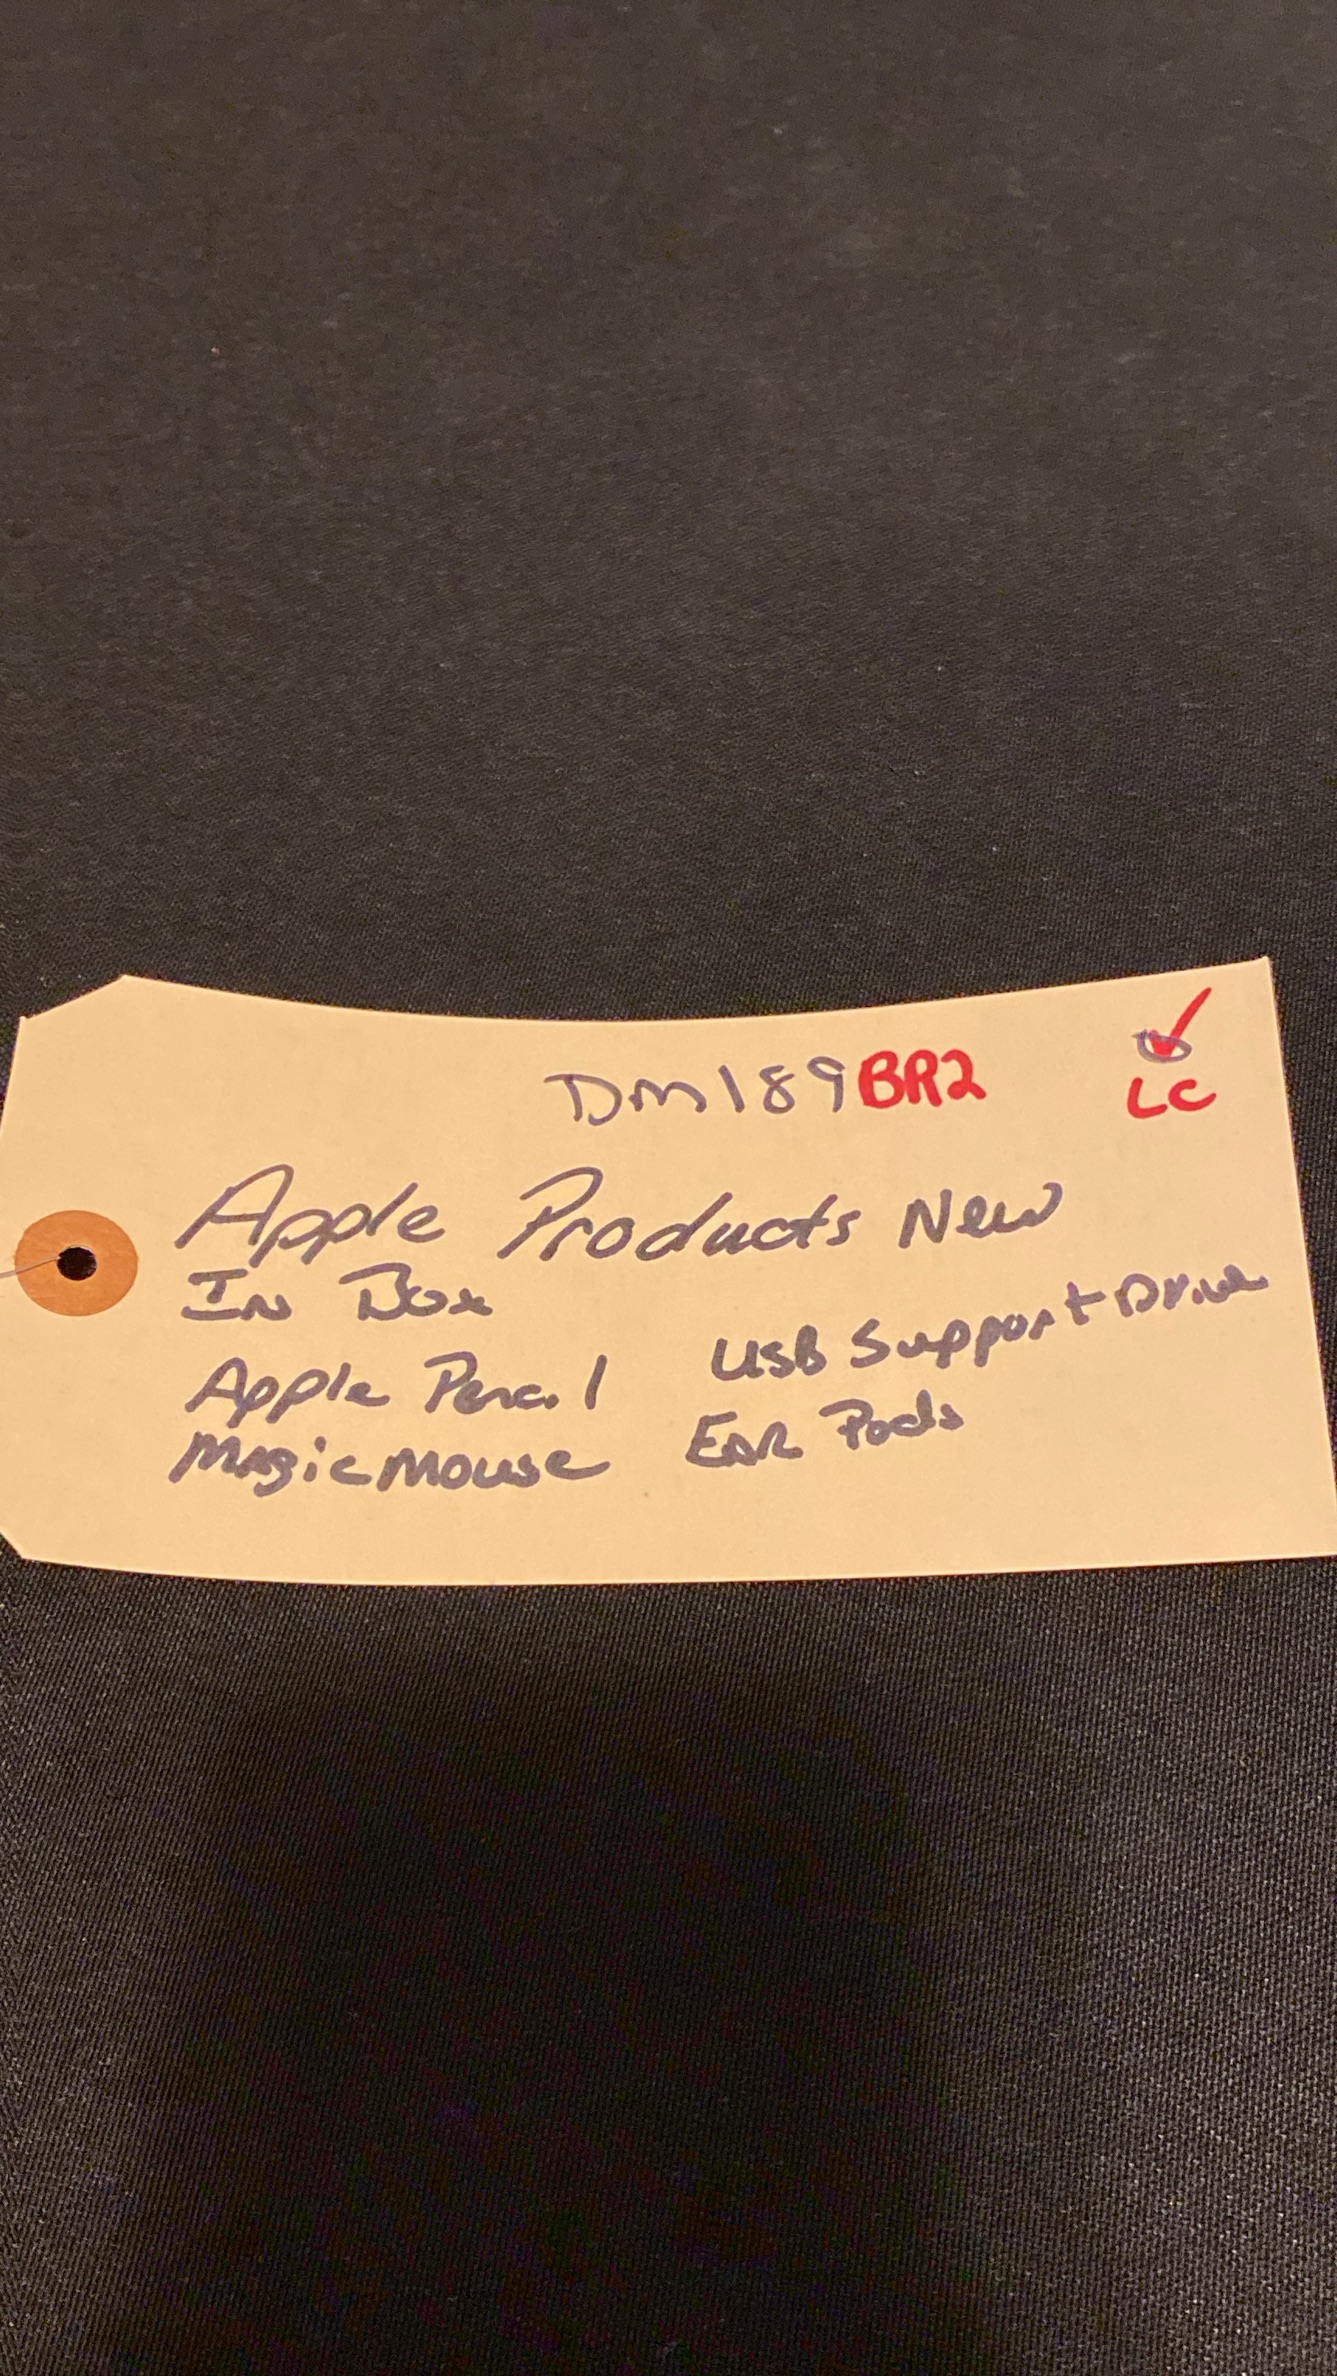 DM189BR2 ✓
LC
Apple Products New
In Box
Apple Pencil USB Support Drive
Magic Mouse Ear Pods